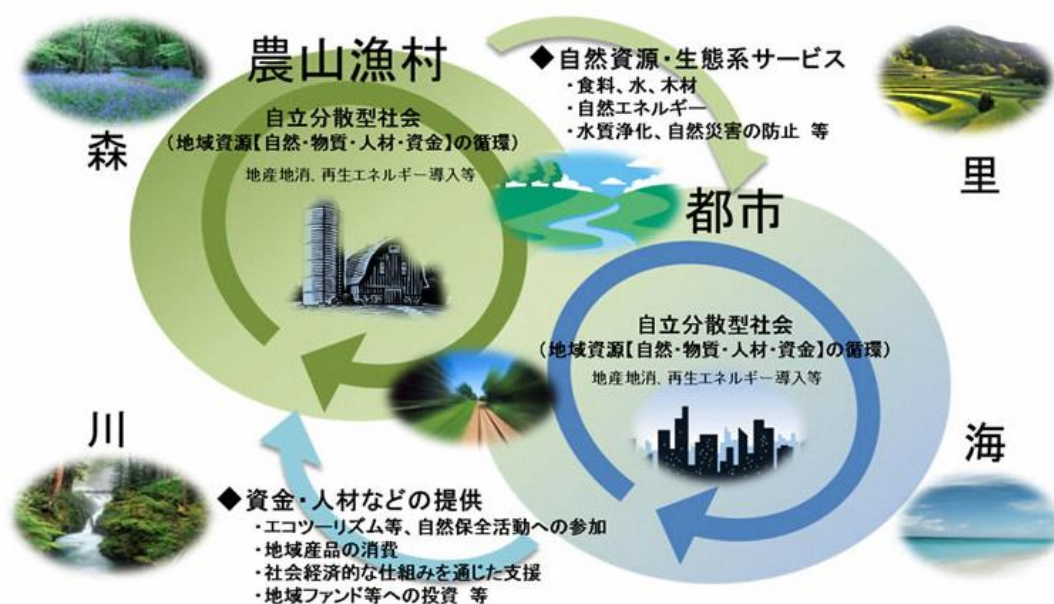 農山漁村
森
自立分散型社会
(地域資源【自然・物質・人材・資金】の循環)
地産地消、再生エネルギー導入等
◆自然資源・生態系サービス
・食料、水、木材
・自然エネルギー
・水質浄化、自然災害の防止 等
里
都市
自立分散型社会
(地域資源【自然・物質・人材・資金】の循環)
地産地消、再生エネルギー導入等
川
◆資金・人材などの提供
・エコツーリズム等、自然保全活動への参加
・地域産品の消費
・社会経済的な仕組みを通じた支援
・地域ファンド等への投資 等
海